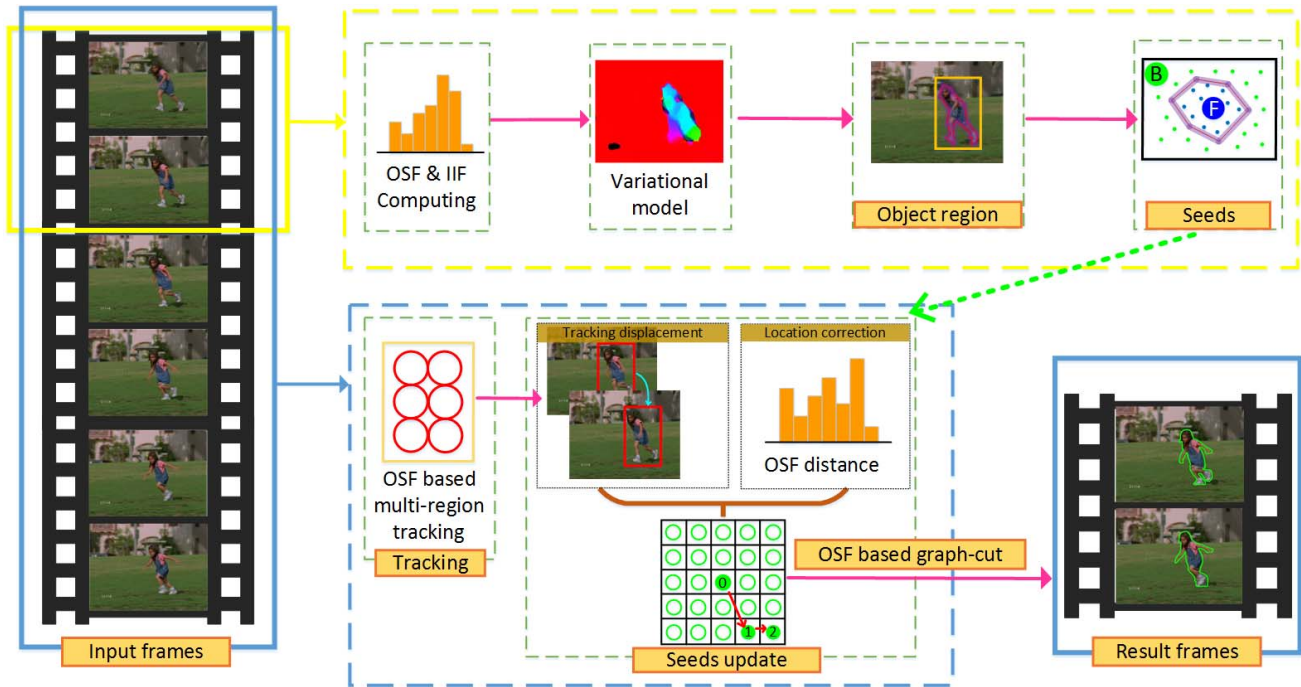 Input frames
OSF & IIF
Computing
Variational
model
Object region
B
F
Seeds
OSF based
multi-region
tracking
Tracking
Tracking displacement
Location correction
OSF distance
0
1
2
Seeds update
OSF based graph-cut
Result frames